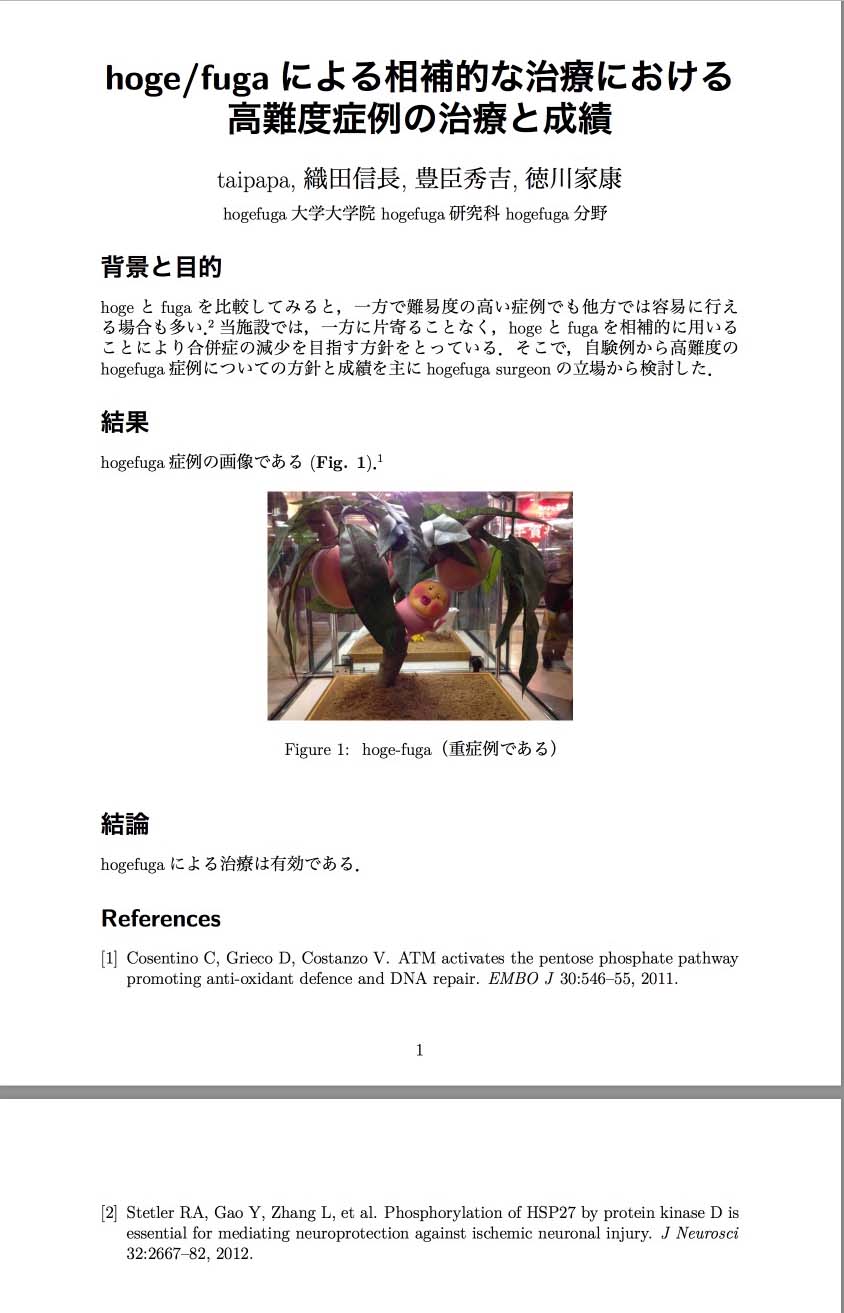 hoge/fuga による相補的な治療における
高難度症例の治療と成績
taipapa, 織田信長, 豊臣秀吉, 徳川家康
hogefuga 大学大学院 hogefuga 研究科 hogefuga 分野
背景と目的
hoge と fuga を比較してみると，一方で難易度の高い症例でも他方では容易に行え
る場合も多い．² 当施設では，一方に片寄ることなく，hoge と fuga を相補的に用いる
ことにより合併症の減少を目指す方針をとっている．そこで，自験例から高難度の
hogefuga 症例についての方針と成績を主に hogefuga surgeon の立場から検討した．
結果
hogefuga 症例の画像である (Fig. 1)．¹
Figure 1: hoge-fuga（重症例である）
結論
hogefuga による治療は有効である．
References
[1] Cosentino C, Grieco D, Costanzo V. ATM activates the pentose phosphate pathway
promoting anti-oxidant defence and DNA repair. EMBO J 30:546–55, 2011.
1
[2] Stetler RA, Gao Y, Zhang L, et al. Phosphorylation of HSP27 by protein kinase D is
essential for mediating neuroprotection against ischemic neuronal injury. J Neurosci
32:2667–82, 2012.